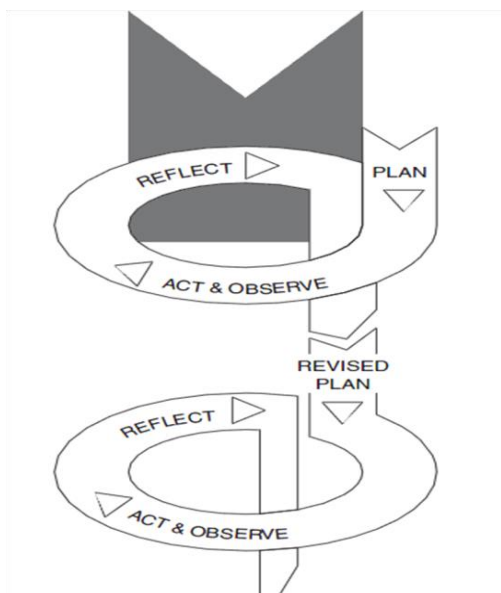 REFLECT
PLAN
ACT & OBSERVE
REVISED
PLAN
REFLECT
ACT & OBSERVE